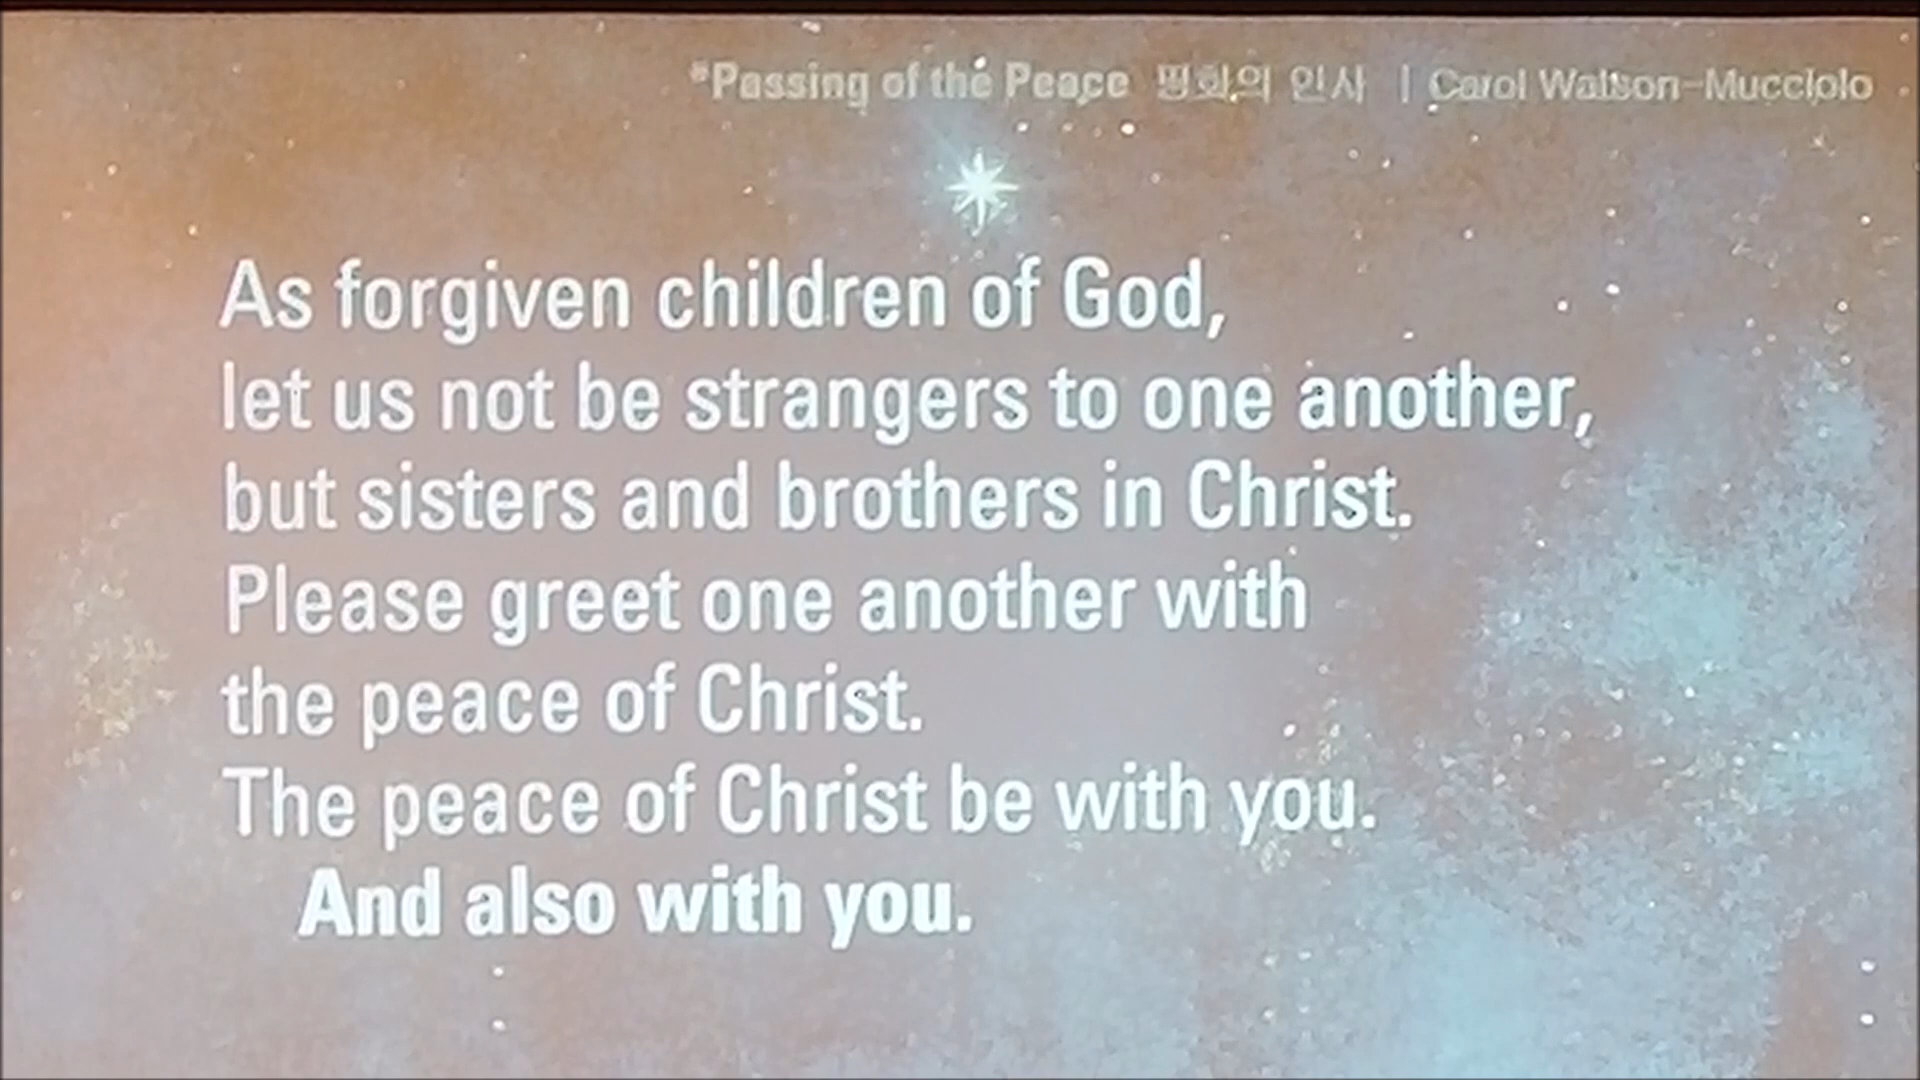 *Passing of the Peace 평화의 인사 | Carol Watson-Mucciolo
As forgiven children of God,
let us not be strangers to one another,
but sisters and brothers in Christ.
Please greet one another with
the peace of Christ.
The peace of Christ be with you.
And also with you.